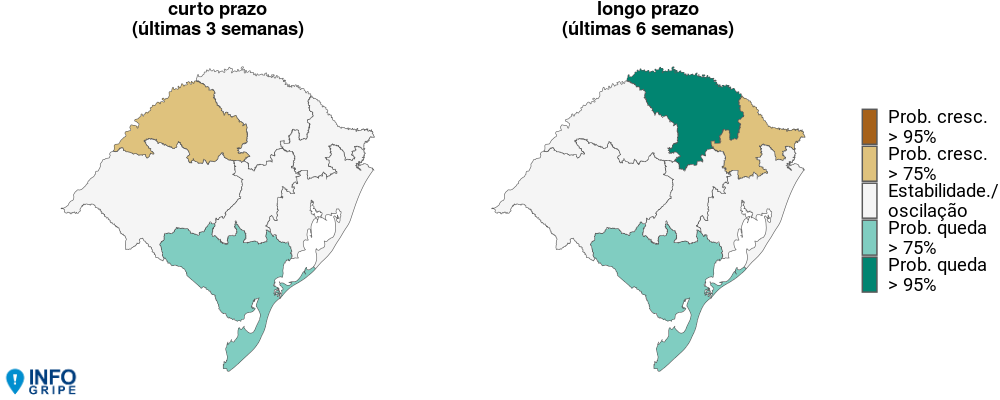 curto prazo
(últimas 3 semanas)
longo prazo
(últimas 6 semanas)
Prob. cresc.
> 95%
Prob. cresc.
> 75%
Estabilidade./
oscilação
Prob. queda
> 75%
Prob. queda
> 95%
INFO
GRIPE